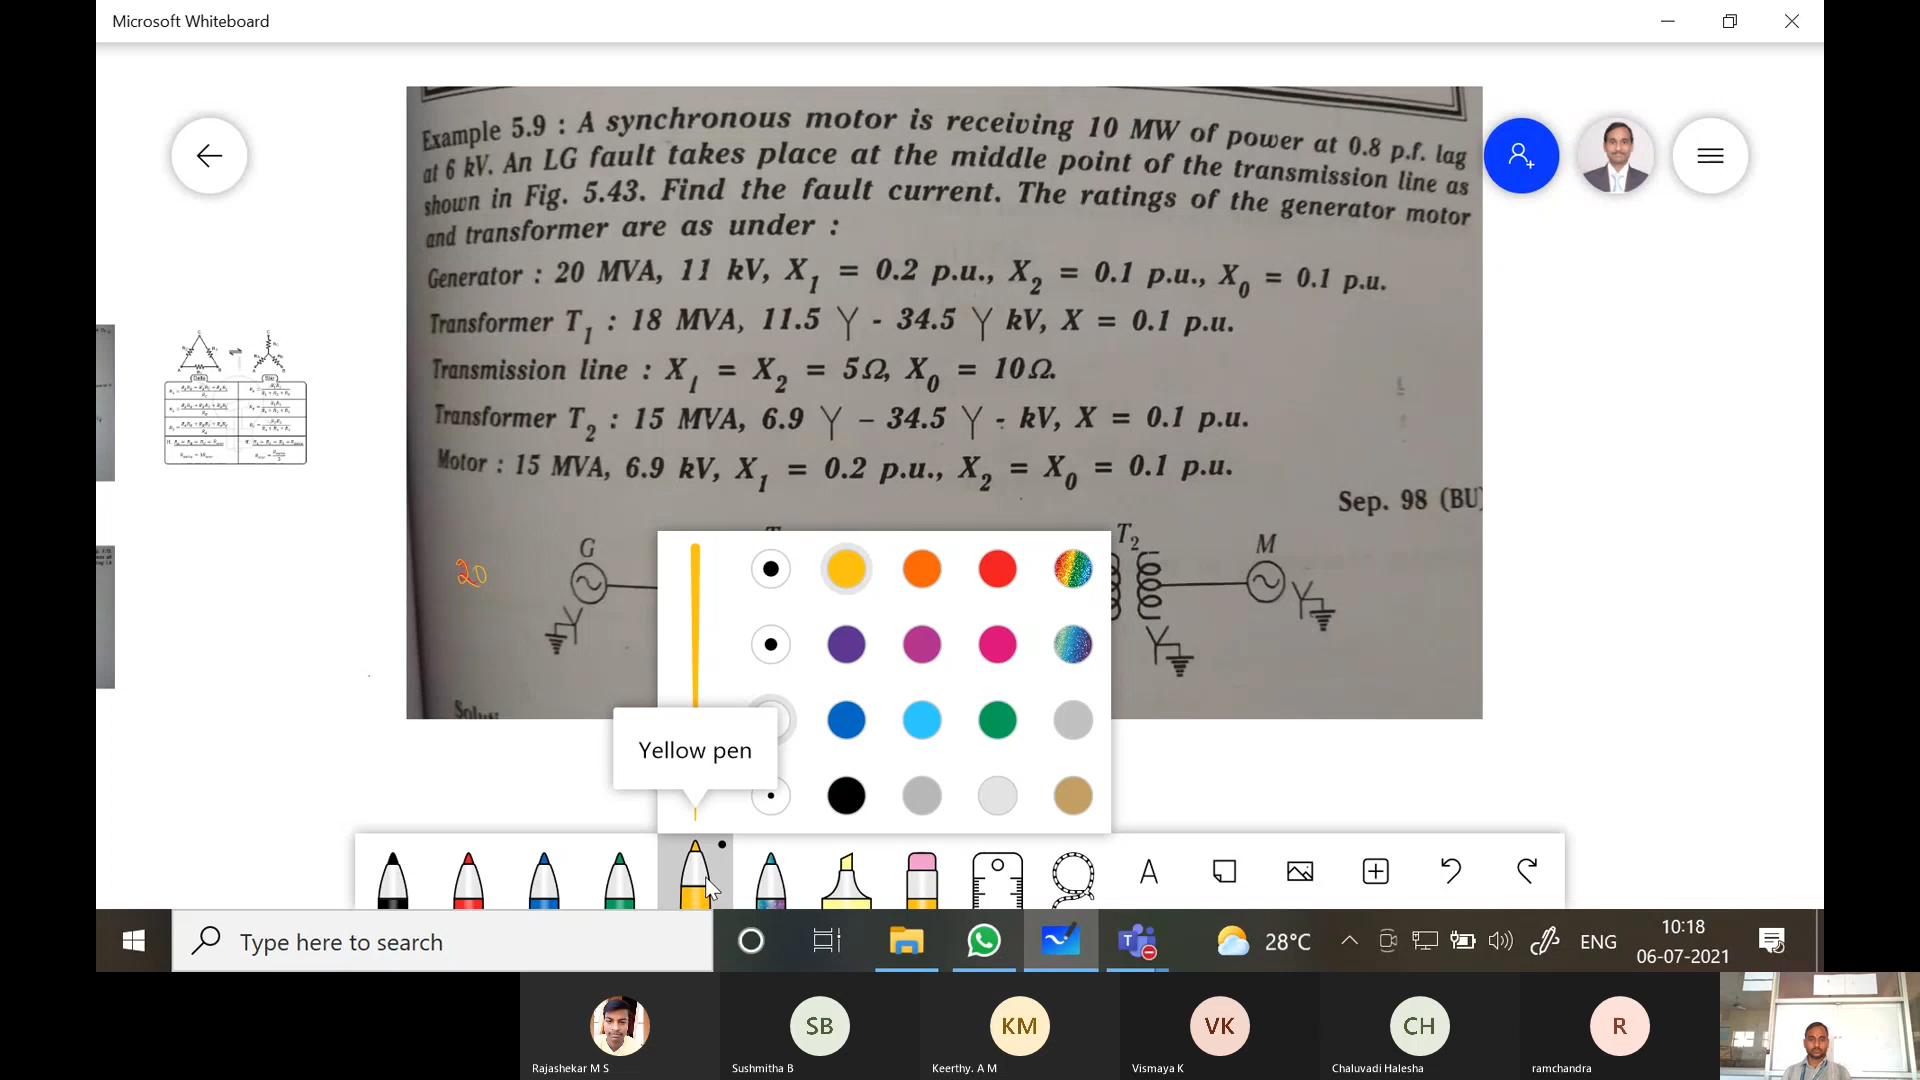 Microsoft Whiteboard
Example 5.9 : A synchronous motor is receiving 10 MW of power at 0.8 p.f. lag
at 6 kV. An LG fault takes place at the middle point of the transmission line as
shown in Fig. 5.43. Find the fault current. The ratings of the generator motor
and transformer are as under :
Generator : 20 MVA, 11 kV, X1 = 0.2 p.u., X2 = 0.1 p.u., X0 = 0.1 p.u.
Transformer T1 : 18 MVA, 11.5 Y - 34.5 Y kV, X = 0.1 p.u.
Transmission line : X1 = X2 = 5Ω, X0 = 10Ω.
Transformer T2 : 15 MVA, 6.9 Y – 34.5 Y - kV, X = 0.1 p.u.
Motor : 15 MVA, 6.9 kV, X1 = 0.2 p.u., X2 = X0 = 0.1 p.u.
Sep. 98 (BU)
G
T2
M
20
Yellow pen
Type here to search
28°C
ENG
10:18
06-07-2021
SB
KM
VK
CH
R
Rajashekar M S
Sushmitha B
Keerthy. A M
Vismaya K
Chaluvadi Halesha
ramchandra